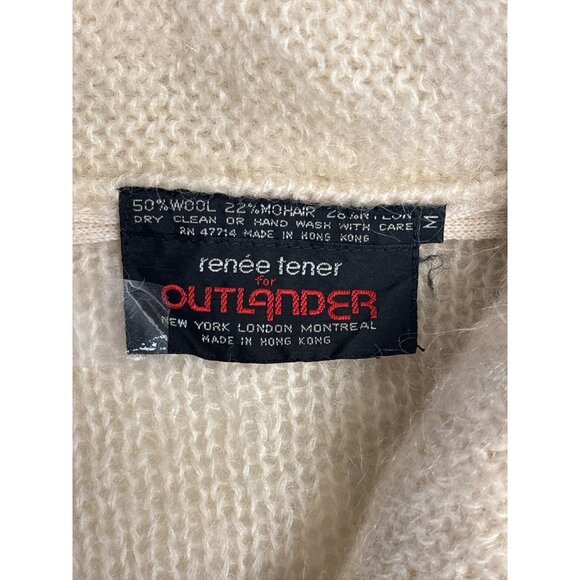 50% WOOL 22% MOHAIR 28% NYLON
DRY CLEAN OR HAND WASH WITH CARE
RN 47714 MADE IN HONG KONG
M
renée tener
for
OUTLANDER
NEW YORK LONDON MONTREAL
MADE IN HONG KONG